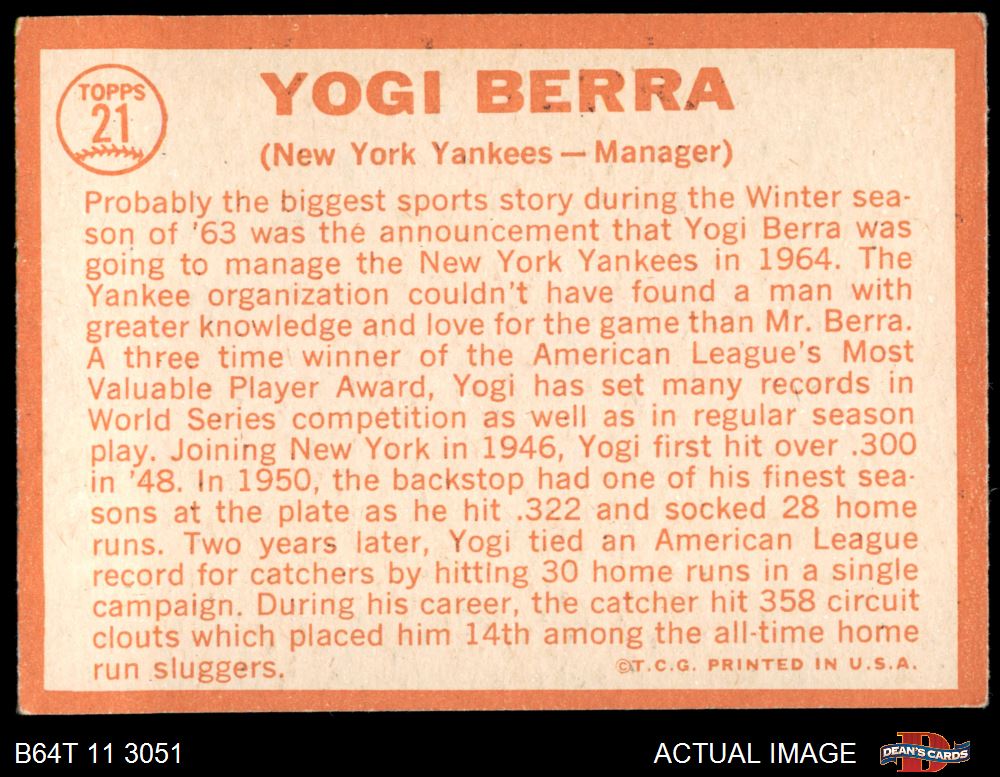 TOPPS
21
YOGI BERRA
(New York Yankees — Manager)
Probably the biggest sports story during the Winter sea-
son of '63 was the announcement that Yogi Berra was
going to manage the New York Yankees in 1964. The
Yankee organization couldn't have found a man with
greater knowledge and love for the game than Mr. Berra.
A three time winner of the American League's Most
Valuable Player Award, Yogi has set many records in
World Series competition as well as in regular season
play. Joining New York in 1946, Yogi first hit over .300
in '48. In 1950, the backstop had one of his finest sea-
sons at the plate as he hit .322 and socked 28 home
runs. Two years later, Yogi tied an American League
record for catchers by hitting 30 home runs in a single
campaign. During his career, the catcher hit 358 circuit
clouts which placed him 14th among the all-time home
run sluggers.
©T.C.G. PRINTED IN U.S.A.
B64T 11 3051
ACTUAL IMAGE
DEAN'S CARDS